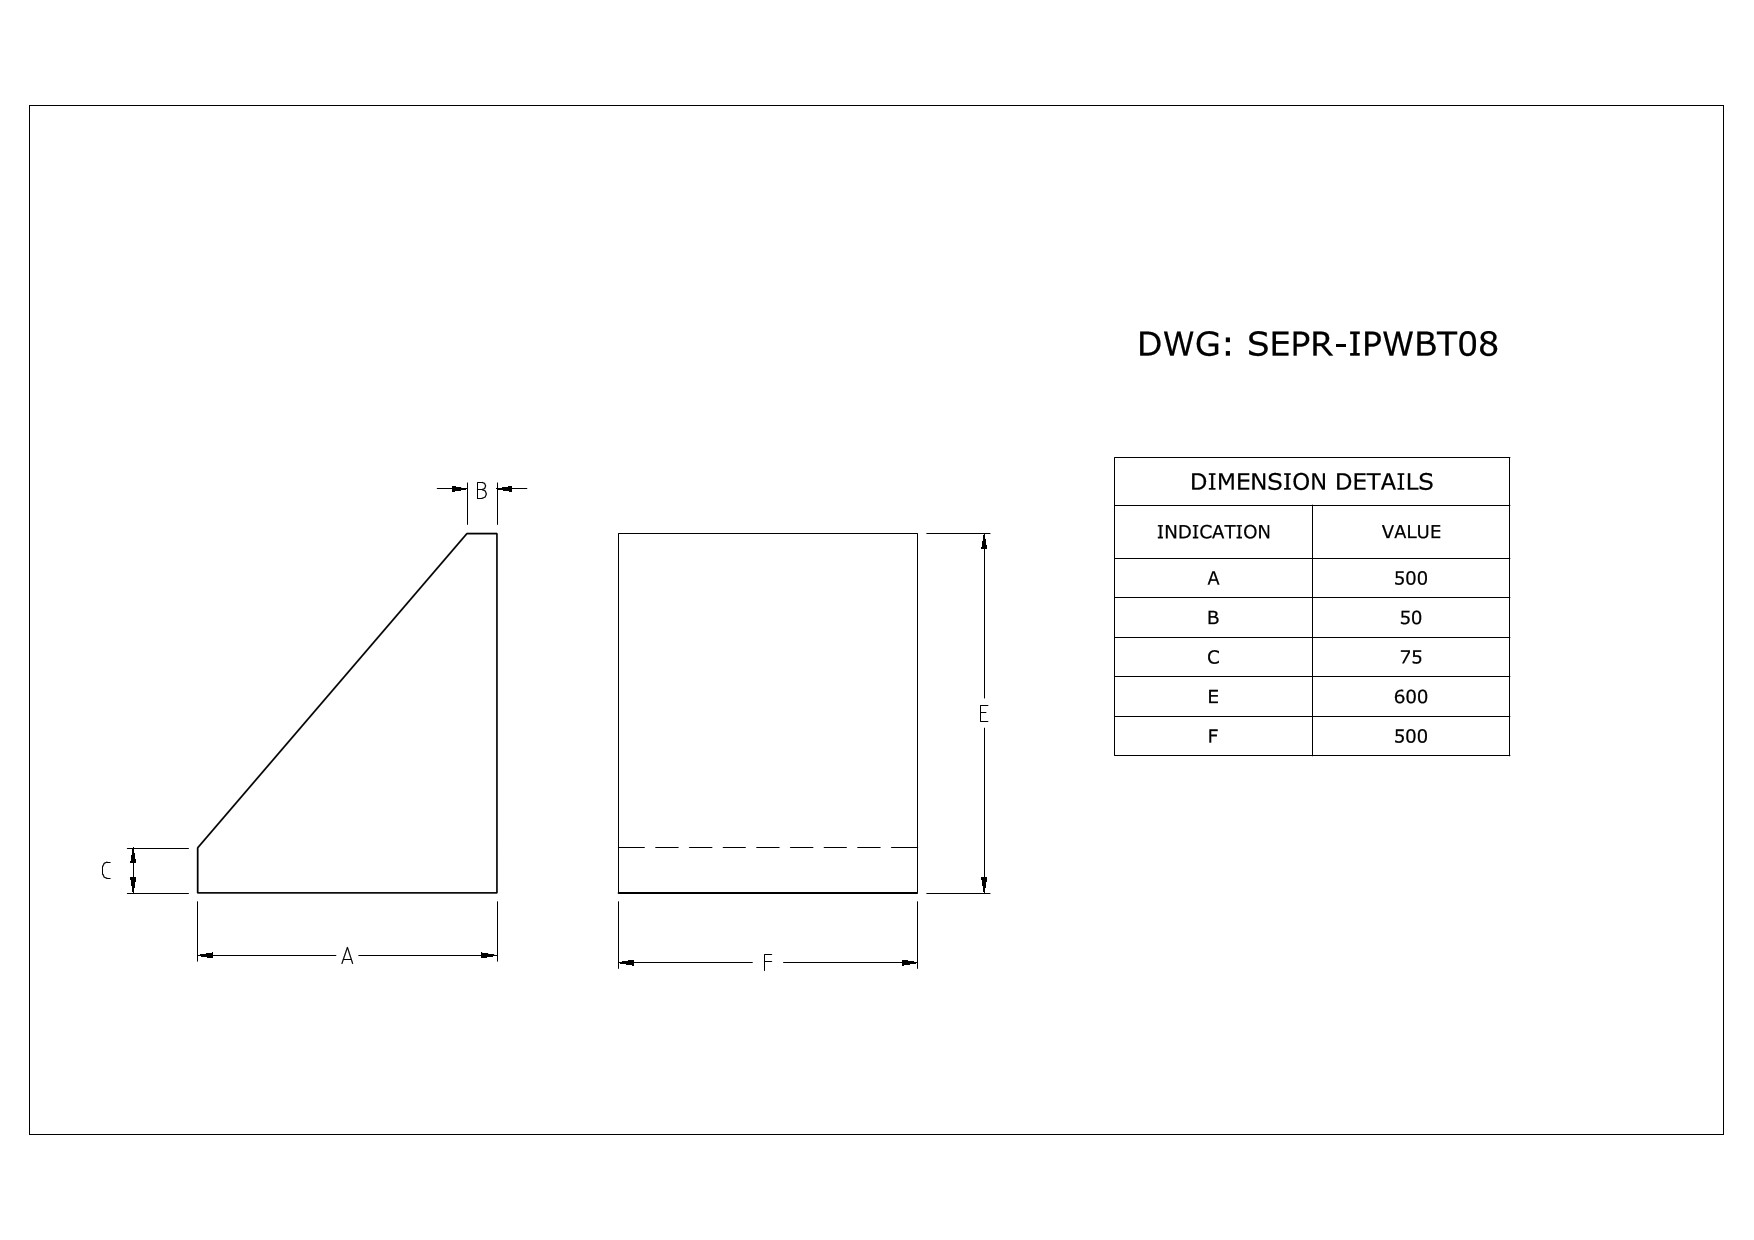 DWG: SEPR-IPWBT08
DIMENSION DETAILS
INDICATION VALUE
A 500
B 50
C 75
E 600
F 500
B
E
C
A
F